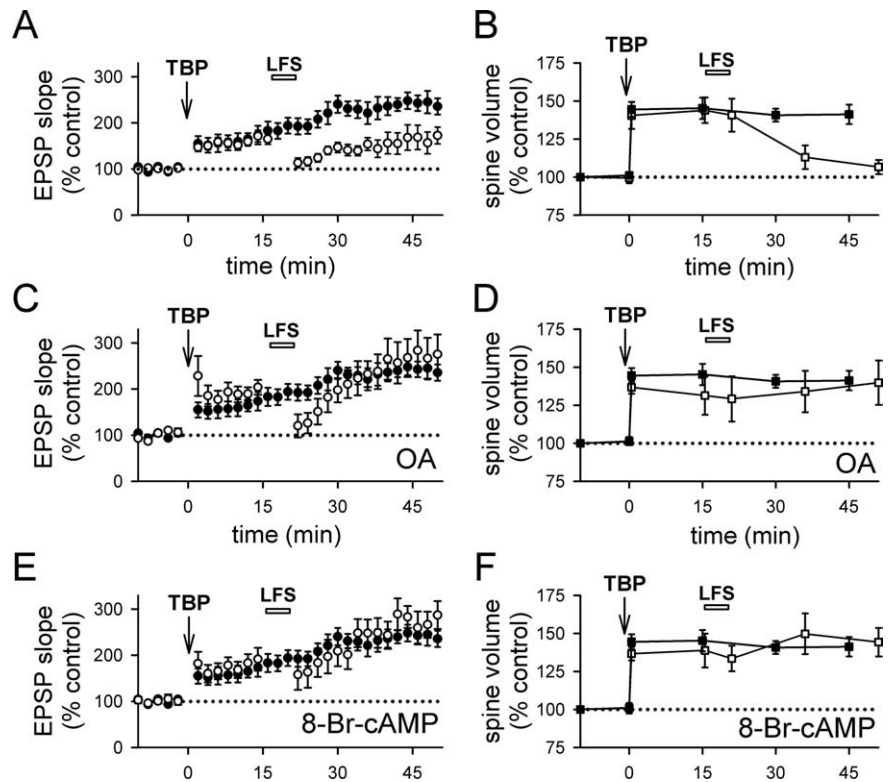 A
TBP
LFS
EPSP slope
(% control)
300
200
100
0
0
15
30
45
time (min)
B
TBP
LFS
spine volume
(% control)
175
150
125
100
75
0
15
30
45
time (min)
C
TBP
LFS
EPSP slope
(% control)
300
200
100
0
OA
0
15
30
45
time (min)
D
TBP
LFS
spine volume
(% control)
175
150
125
100
75
OA
0
15
30
45
time (min)
E
TBP
LFS
EPSP slope
(% control)
300
200
100
0
8-Br-cAMP
0
15
30
45
time (min)
F
TBP
LFS
spine volume
(% control)
175
150
125
100
75
8-Br-cAMP
0
15
30
45
time (min)